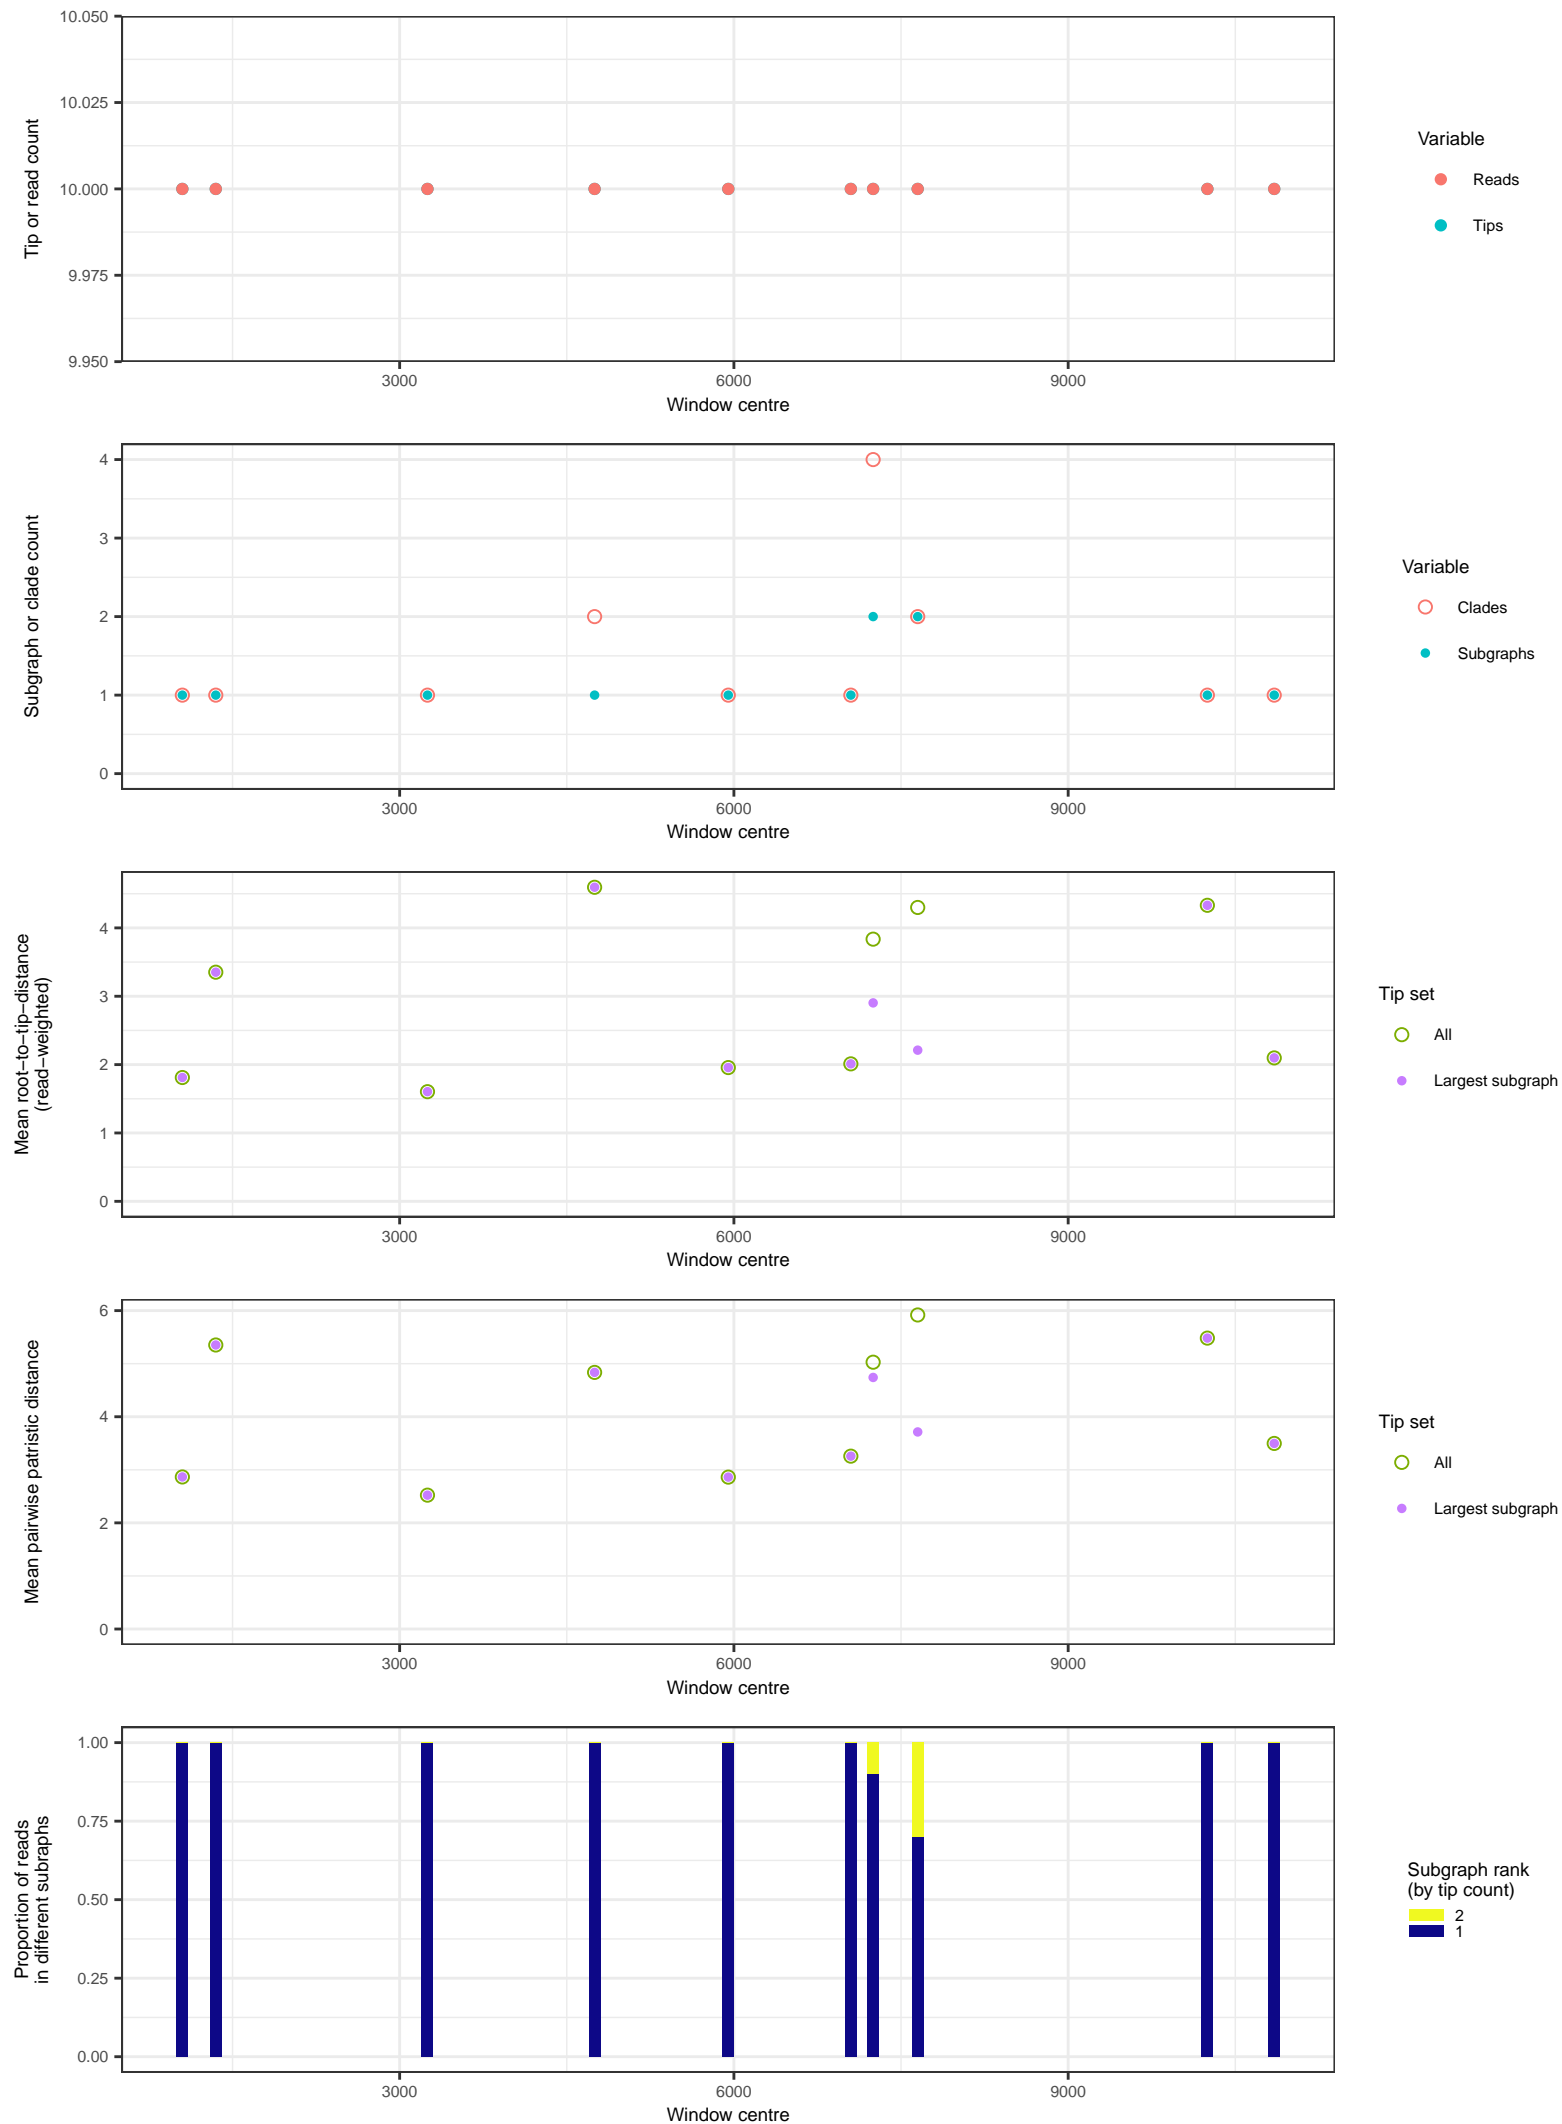 Tip or read count
10.050
10.025
10.000
9.975
9.950
3000
6000
9000
Window centre
Variable
Reads
Tips
Subgraph or clade count
4
3
2
1
0
3000
6000
9000
Window centre
Variable
Clades
Subgraphs
Mean root−to−tip−distance
(read−weighted)
4
3
2
1
0
3000
6000
9000
Window centre
Tip set
All
Largest subgraph
Mean pairwise patristic distance
6
4
2
0
3000
6000
9000
Window centre
Tip set
All
Largest subgraph
Proportion of reads
in different subraphs
1.00
0.75
0.50
0.25
0.00
3000
6000
9000
Window centre
Subgraph rank
(by tip count)
2
1